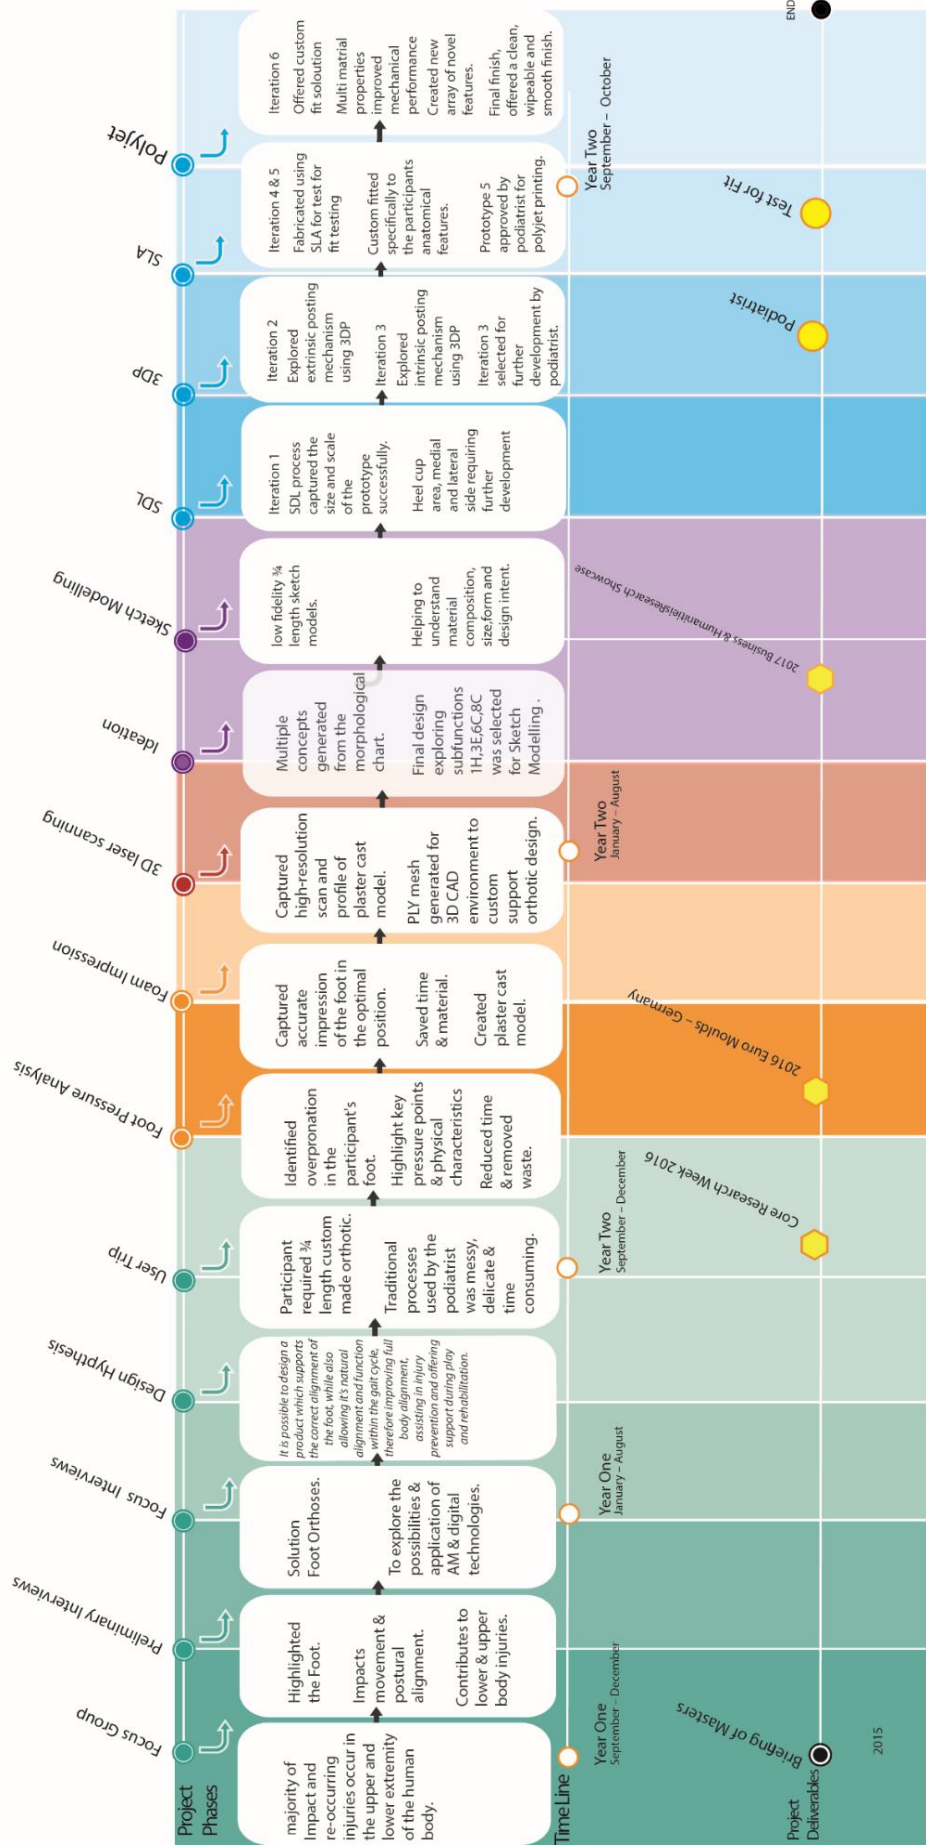 Project
Phases
Focus Group
Preliminary Interviews
Focus Interviews
Design Hypthesis
User Trip
Foot Pressure Analysis
Foam Impression
3D laser scanning
Ideation
Sketch Modelling
SDL
3DP
SLA
Polyjet
majority of
Impact and
re-occurring
injuries occur in
the upper and
lower extremity
of the human
body.
Highlighted
the Foot.
Impacts
movement &
postural
alignment.
Contributes to
lower & upper
body injuries.
Solution
Foot Orthoses.
To explore the
possibilities &
application of
AM & digital
technologies.
It is possible to design a
product which supports
the correct alignment of
the foot, while also
allowing it's natural
alignment and function
within the gait cycle,
therefore improving full
body alignment,
assisting in injury
prevention and offering
support during play
and rehabilitation.
Participant
required ¾
length custom
made orthotic.
Traditional
processes
used by the
podiatrist
was messy,
delicate &
time
consuming.
Identified
overpronation
in the
participant's
foot.
Highlight key
pressure points
& physical
characteristics
Reduced time
& removed
waste.
Captured
accurate
impression
of the foot in
the optimal
position.
Saved time
& material.
Created
plaster cast
model.
Captured
high-resolution
scan and
profile of
plaster cast
model.
PLY mesh
generated for
3D CAD
environment to
custom
support
orthotic design.
Multiple
concepts
generated
from the
morphological
chart.
Final design
exploring
subfunctions
1H,3E,6C,8C
was selected
for Sketch
Modelling .
low fidelity ¾
length sketch
models.
Helping to
understand
material
composition,
size,form and
design intent.
Iteration 1
SDL process
captured the
size and scale
of the
prototype
successfully.
Heel cup
area, medial
and lateral
side requiring
further
development
Iteration 2
Explored
extrinsic posting
mechanism
using 3DP
Iteration 3
Explored
intrinsic posting
mechanism
using 3DP
Iteration 3
selected for
further
development by
podiatrist.
Iteration 4 & 5
Fabricated using
SLA for test for
fit testing
Custom fitted
specifically to
the participants
anatomical
features.
Prototype 5
approved by
podiatrist for
polyjet printing.
Iteration 6
Offered custom
fit soloution
Multi matrial
properties
improved
mechanical
performance
Created new
array of novel
features.
Final finish,
offered a clean,
wipeable and
smooth finish.
Time Line
Year One
September – December
Year One
January – August
Year Two
September – December
Year Two
January – August
Year Two
September – October
Project
Deliverables
Briefing of Masters
2015
Core Research Week 2016
2016 Euro Moulds – Germany
2017 Business & HumanitieisResearch Showcase
Podiatrist
Test for Fit
END